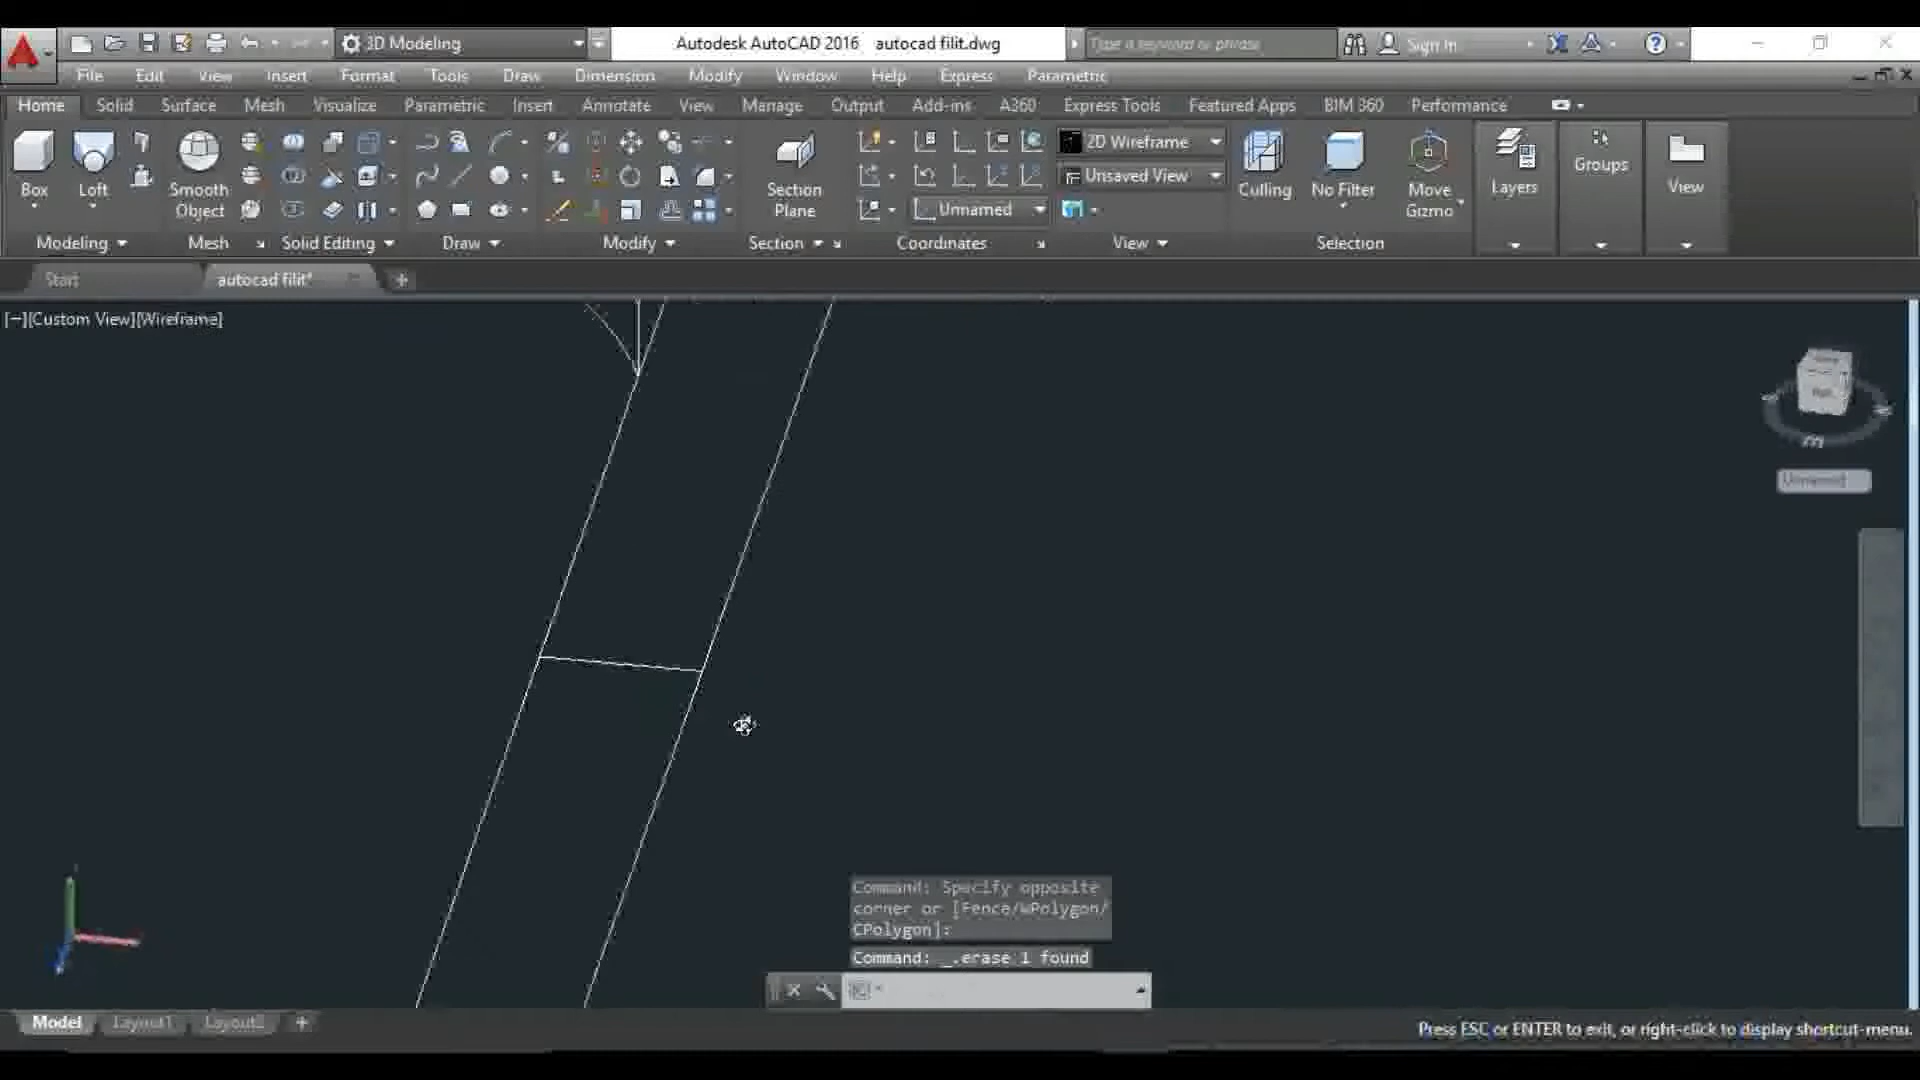 3D Modeling
Autodesk AutoCAD 2016 autocad filit.dwg
Type a keyword or phrase
Sign In
File Edit View Insert Format Tools Draw Dimension Modify Window Help Express Parametric
Home Solid Surface Mesh Visualize Parametric Insert Annotate View Manage Output Add-ins A360 Express Tools Featured Apps BIM 360 Performance
2D Wireframe
Unsaved View
Unnamed
Box Loft Smooth Object Section Plane Culling No Filter Move Gizmo Layers Groups View
Modeling Mesh Solid Editing Draw Modify Section Coordinates View Selection
Start autocad filit* +
[−][Custom View][Wireframe]
Unnamed
Command: Specify opposite
corner or [Fence/WPolygon/
CPolygon]:
Command: _.erase 1 found
Model Layout1 Layout2 +
Press ESC or ENTER to exit, or right-click to display shortcut-menu.